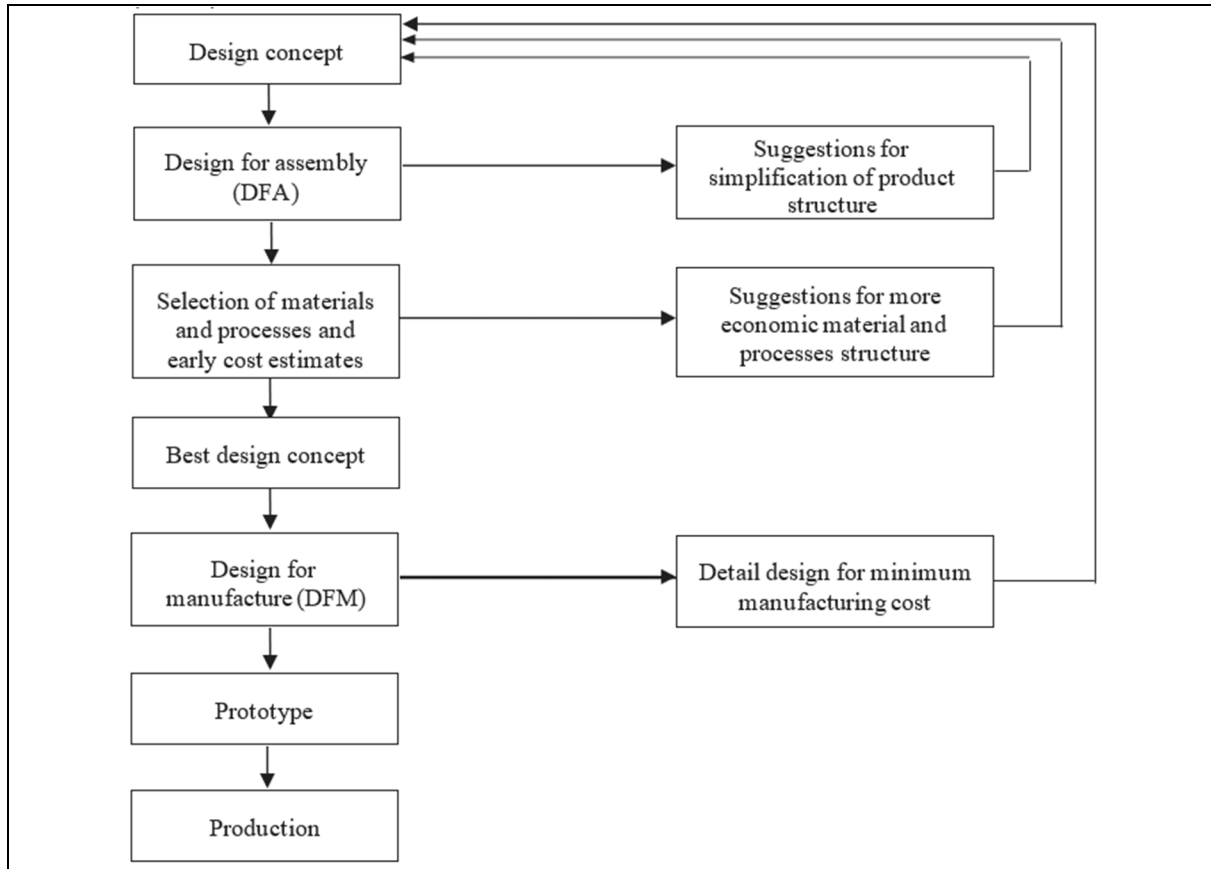 Design concept
Design for assembly
(DFA)
Suggestions for
simplification of product
structure
Selection of materials
and processes and
early cost estimates
Suggestions for more
economic material and
processes structure
Best design concept
Design for
manufacture (DFM)
Detail design for minimum
manufacturing cost
Prototype
Production